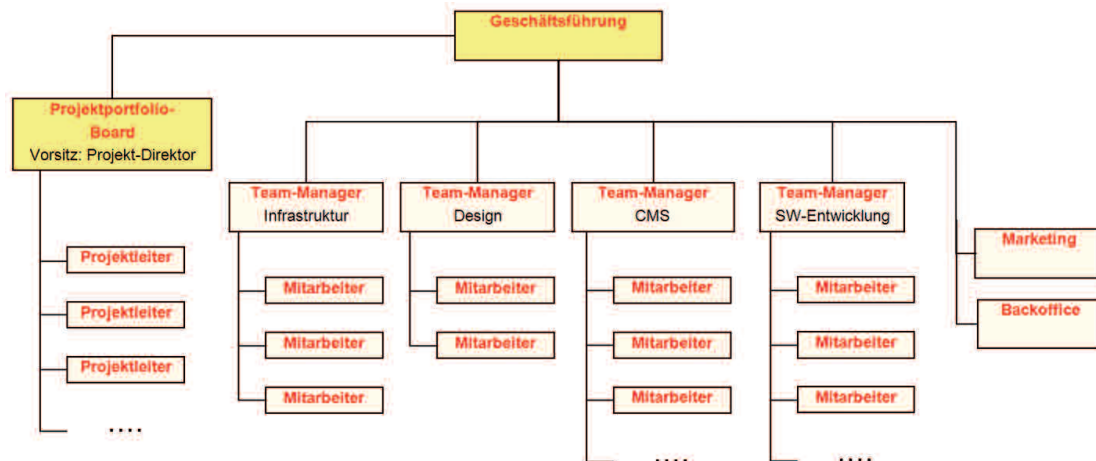 Geschäftsführung
Projektportfolio-
Board
Vorsitz: Projekt-Direktor
Projektleiter
Projektleiter
Projektleiter
....
Team-Manager
Infrastruktur
Mitarbeiter
Mitarbeiter
Mitarbeiter
Team-Manager
Design
Mitarbeiter
Mitarbeiter
Team-Manager
CMS
Mitarbeiter
Mitarbeiter
Mitarbeiter
....
Team-Manager
SW-Entwicklung
Mitarbeiter
Mitarbeiter
Mitarbeiter
....
Marketing
Backoffice